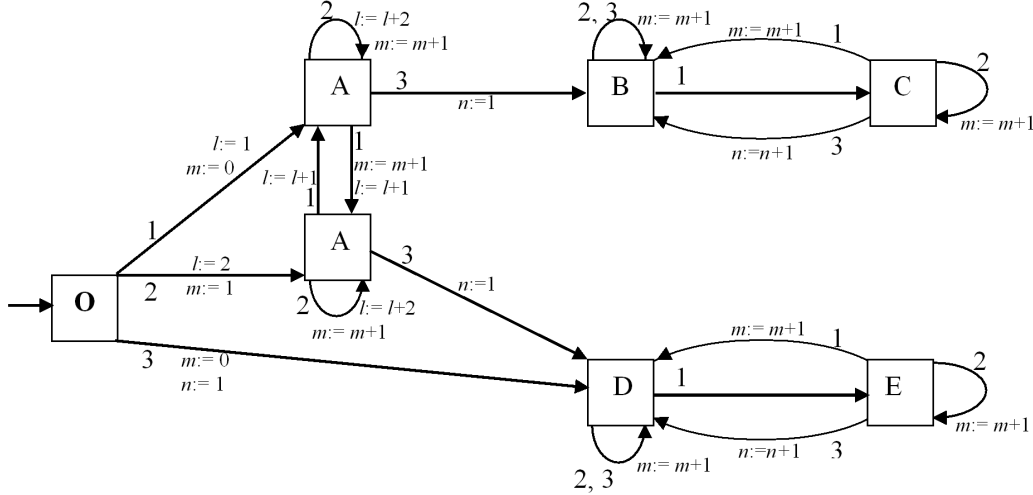 2
l:= l+2
m:= m+1
A
3
n:=1
2, 3
m:= m+1
B
1
m:= m+1
1
C
2
m:= m+1
n:=n+1
3
l:= 1
m:= 0
1
l:= l+1
1
1
m:= m+1
l:= l+1
A
3
n:=1
2
l:= l+2
m:= m+1
O
l:= 2
2
m:= 1
3
m:= 0
n:= 1
D
1
m:= m+1
1
E
2
m:= m+1
n:=n+1
3
2, 3
m:= m+1